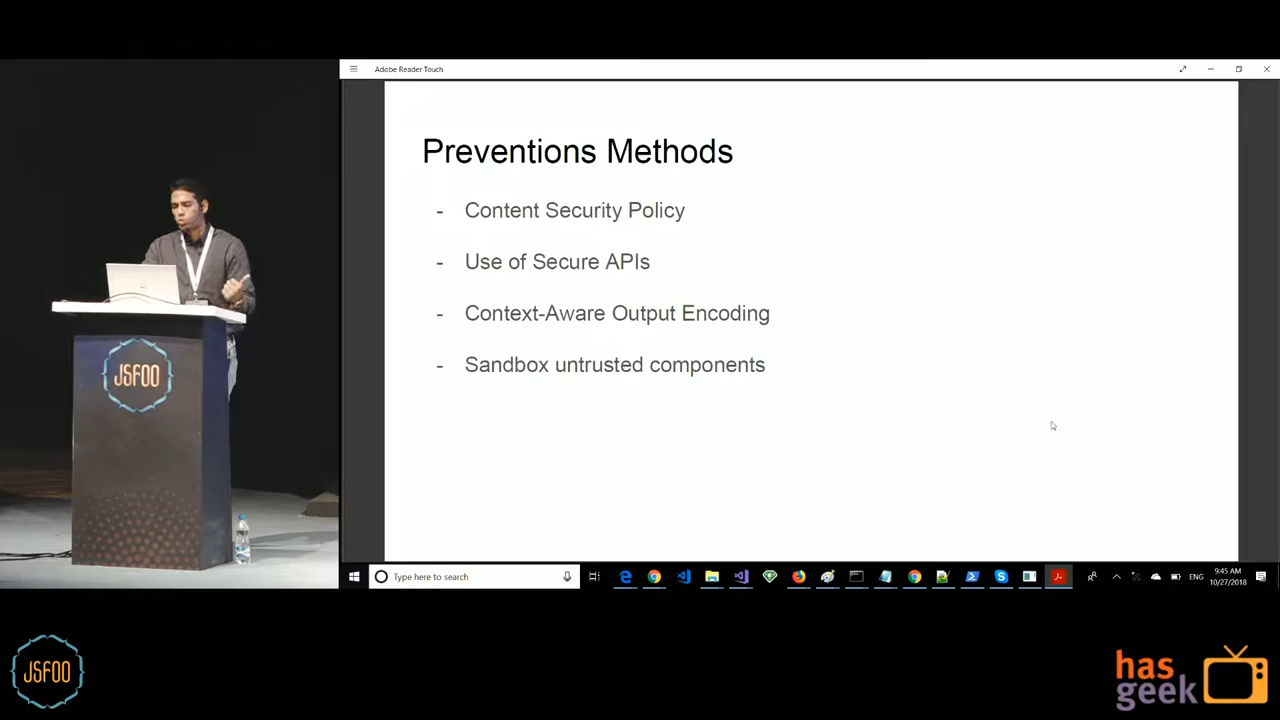 Adobe Reader Touch
Preventions Methods
- Content Security Policy
- Use of Secure APIs
- Context-Aware Output Encoding
- Sandbox untrusted components
JSFOO
Type here to search
ENG
9:45 AM
10/27/2018
JSFOO
has
geek